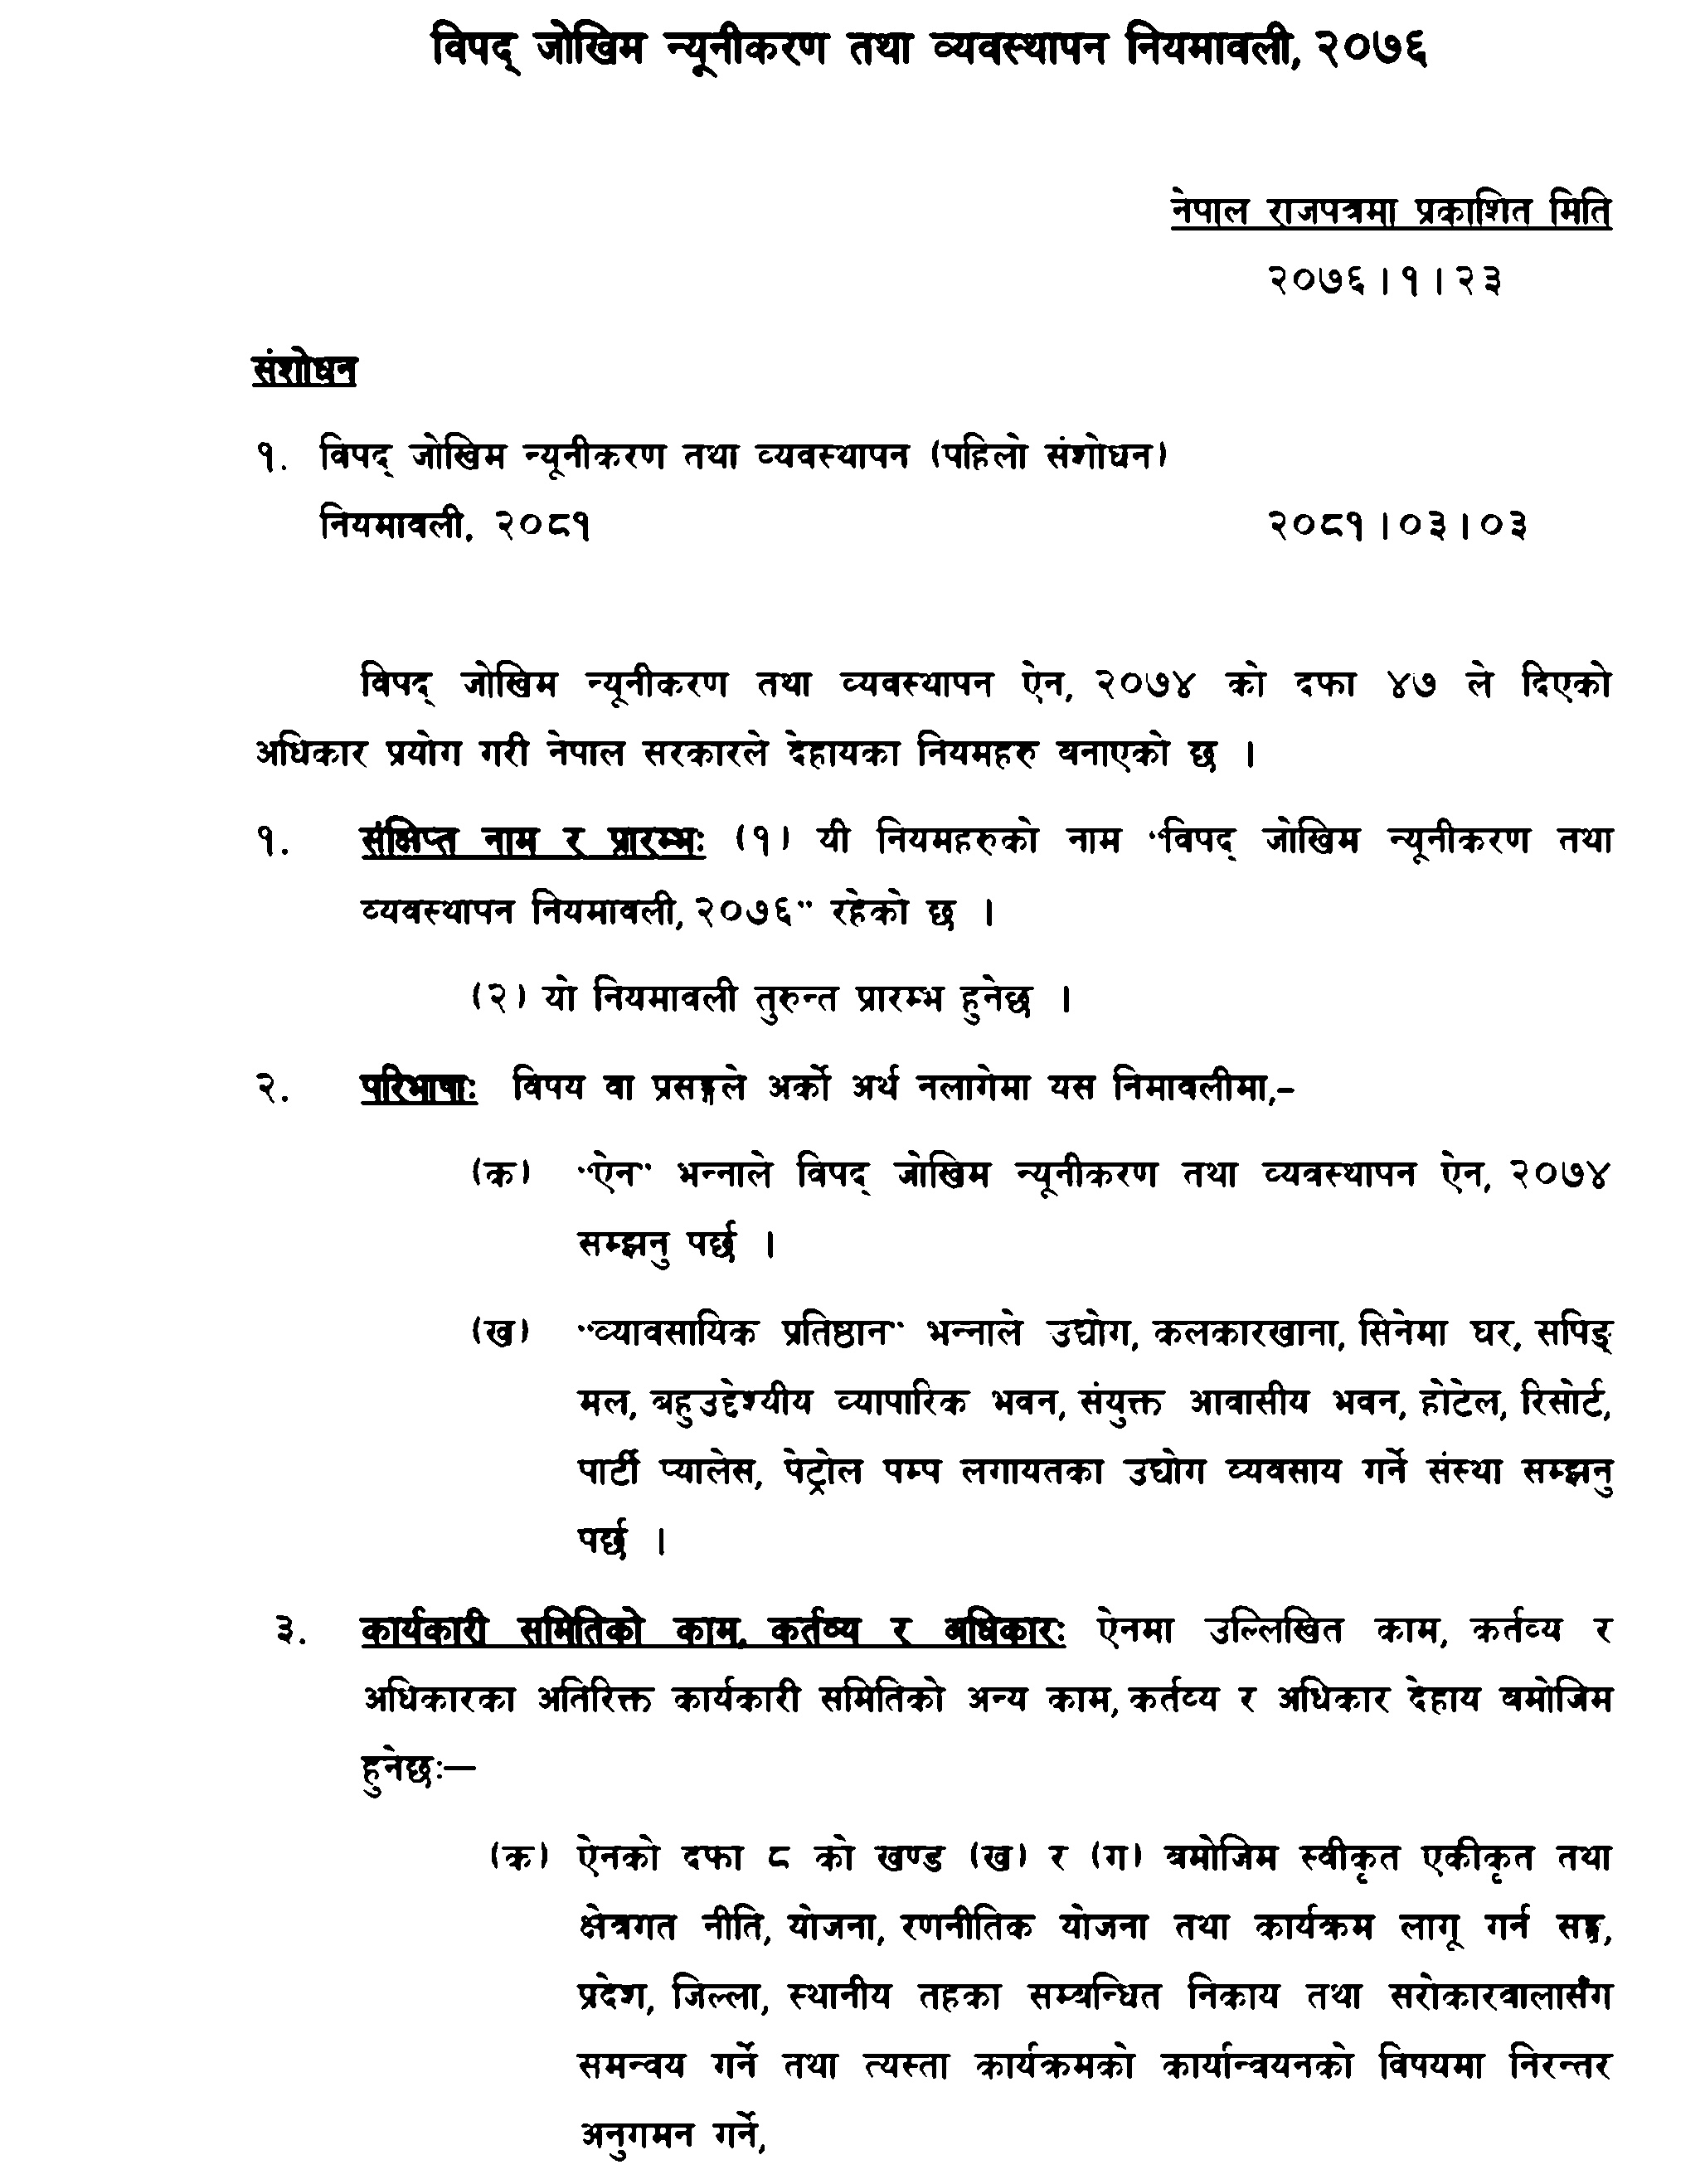 विपद् जोखिम न्यूनीकरण तथा व्यवस्थापन नियमावली, २०७६
नेपाल राजपत्रमा प्रकाशित मिति
२०७६।१।२३
संशोधन
१. विपद् जोखिम न्यूनीकरण तथा व्यवस्थापन (पहिलो संशोधन)
नियमावली, २०८१ २०८१।०३।०३
विपद् जोखिम न्यूनीकरण तथा व्यवस्थापन ऐन, २०७४ को दफा ४७ ले दिएको
अधिकार प्रयोग गरी नेपाल सरकारले देहायका नियमहरु बनाएको छ ।
१. संक्षिप्त नाम र प्रारम्भः (१) यी नियमहरुको नाम "विपद् जोखिम न्यूनीकरण तथा
व्यवस्थापन नियमावली, २०७६" रहेको छ ।
(२) यो नियमावली तुरुन्त प्रारम्भ हुनेछ ।
२. परिभाषाः विषय वा प्रसङ्गले अर्को अर्थ नलागेमा यस निमावलीमा,-
(क) "ऐन" भन्नाले विपद् जोखिम न्यूनीकरण तथा व्यवस्थापन ऐन, २०७४
सम्झनु पर्छ ।
(ख) "व्यावसायिक प्रतिष्ठान" भन्नाले उद्योग, कलकारखाना, सिनेमा घर, सपिङ्
मल, बहुउद्देश्यीय व्यापारिक भवन, संयुक्त आवासीय भवन, होटेल, रिसोर्ट,
पार्टी प्यालेस, पेट्रोल पम्प लगायतका उद्योग व्यवसाय गर्ने संस्था सम्झनु
पर्छ ।
३. कार्यकारी समितिको काम, कर्तव्य र अधिकारः ऐनमा उल्लिखित काम, कर्तव्य र
अधिकारका अतिरिक्त कार्यकारी समितिको अन्य काम, कर्तव्य र अधिकार देहाय बमोजिम
हुनेछः—
(क) ऐनको दफा ८ को खण्ड (ख) र (ग) बमोजिम स्वीकृत एकीकृत तथा
क्षेत्रगत नीति, योजना, रणनीतिक योजना तथा कार्यक्रम लागू गर्न सङ्घ,
प्रदेश, जिल्ला, स्थानीय तहका सम्बन्धित निकाय तथा सरोकारवालासँग
समन्वय गर्ने तथा त्यस्ता कार्यक्रमको कार्यान्वयनको विषयमा निरन्तर
अनुगमन गर्ने,